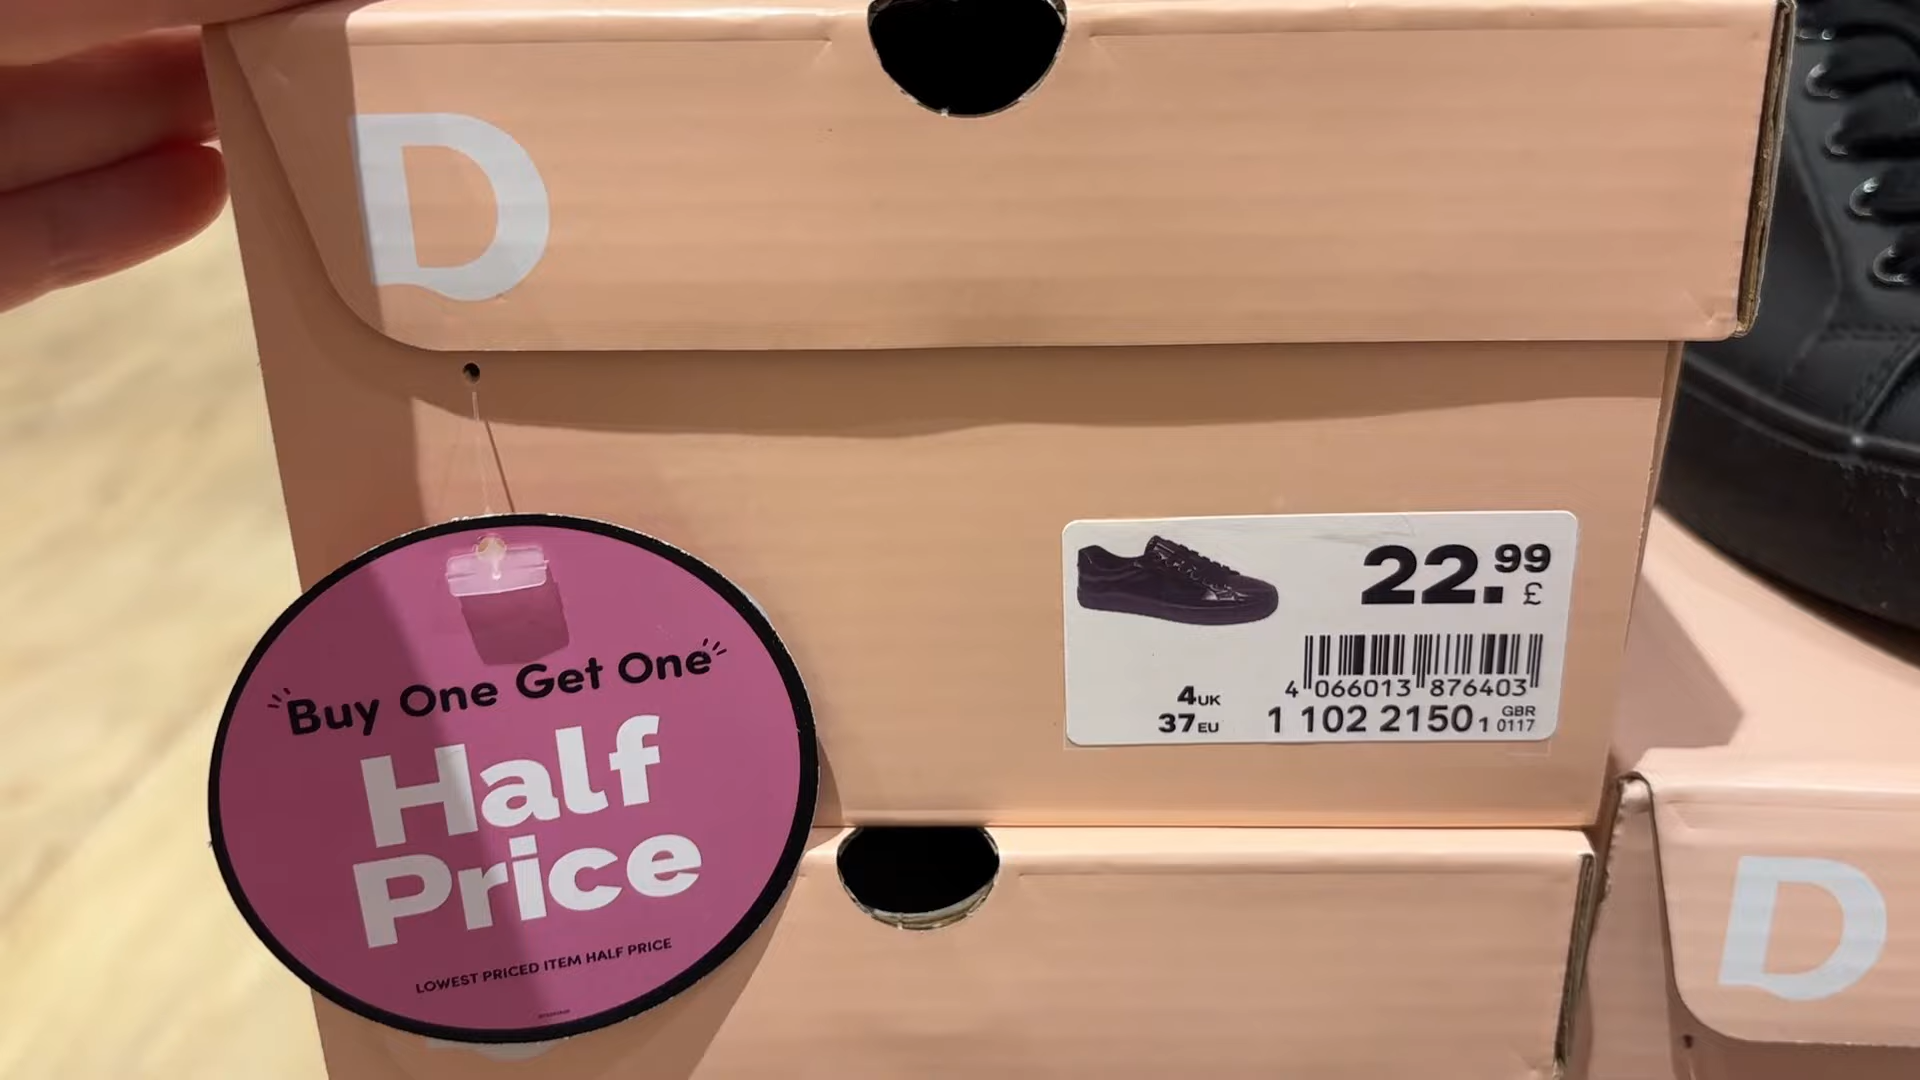 D
Buy One Get One
Half
Price
LOWEST PRICED ITEM HALF PRICE
22.99
£
4 066013 876403
4UK
37EU
1 102 2150 1
GBR
0117
D